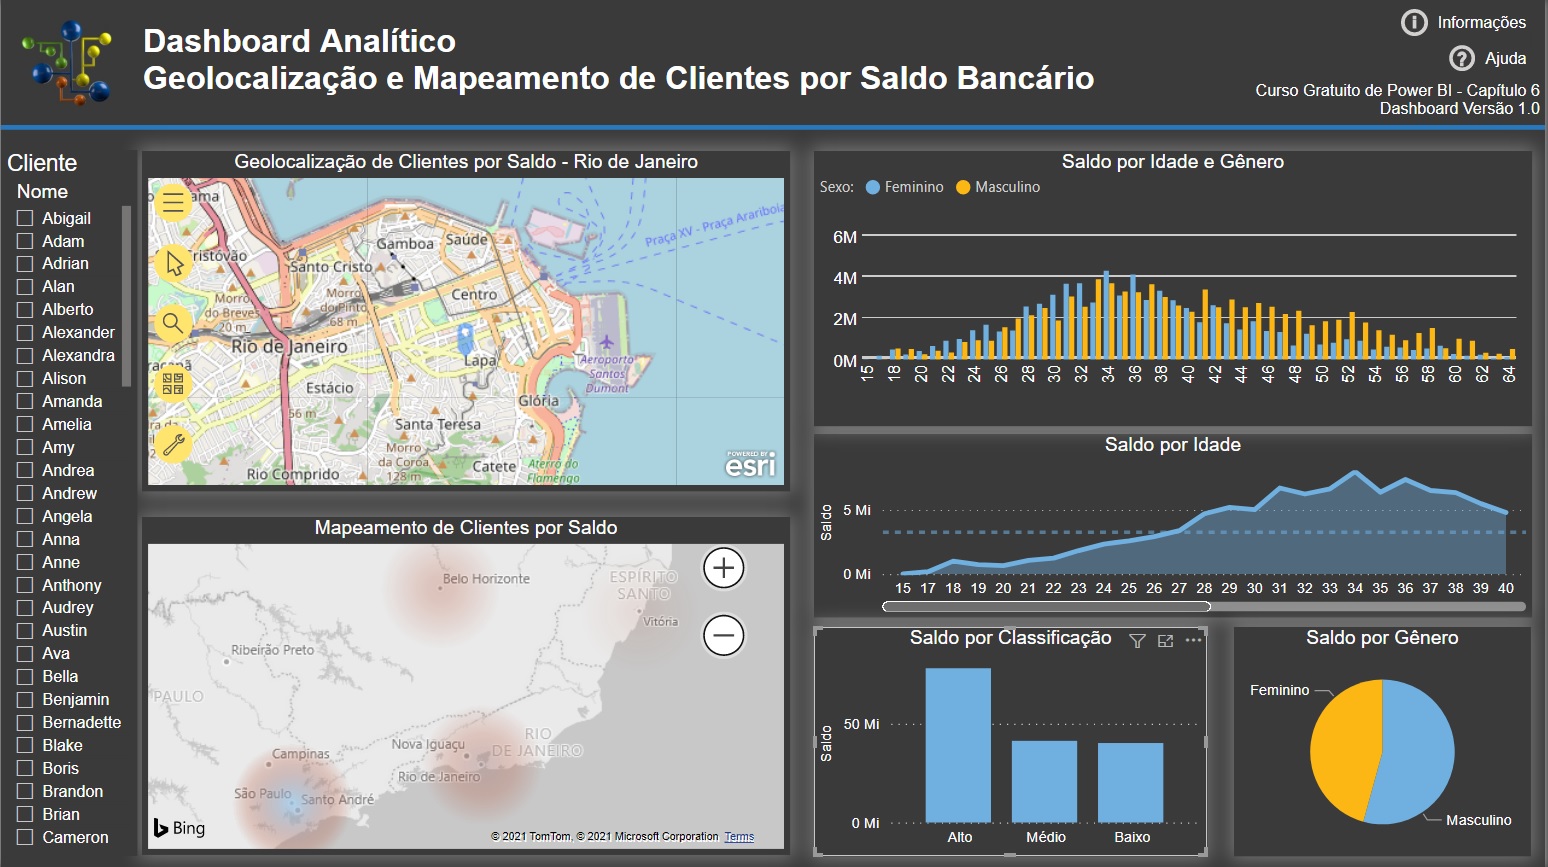 Dashboard Analítico
Geolocalização e Mapeamento de Clientes por Saldo Bancário
Informações
Ajuda
Curso Gratuito de Power BI - Capítulo 6
Dashboard Versão 1.0
Cliente
Nome
Abigail
Adam
Adrian
Alan
Alberto
Alexander
Alexandra
Alison
Amanda
Amelia
Amy
Andrea
Andrew
Angela
Anna
Anne
Anthony
Audrey
Austin
Ava
Bella
Benjamin
Bernadette
Blake
Boris
Brandon
Brian
Cameron
Geolocalização de Clientes por Saldo - Rio de Janeiro
Gamboa
Saúde
Praça XV - Praça Arariboia
ristóvão
Santo Cristo
Morro
do Pinto
68 m
Centro
Morro
do Breves
20 m
Rio de Janeiro
Lapa
Aeroporto
Santos
Dumont
Estácio
Glória
56 m
Santa Teresa
Morro
da Coroa
128 m
Catete
Aterro do
Flamengo
Rio Comprido
POWERED BY
esri
Mapeamento de Clientes por Saldo
Belo Horizonte
ESPÍRITO
SANTO
Vitória
Ribeirão Preto
PAULO
Campinas
Nova Iguaçu
RIO
DE JANEIRO
Rio de Janeiro
São Paulo
Santo André
Bing
© 2021 TomTom, © 2021 Microsoft Corporation Terms
Saldo por Idade e Gênero
Sexo: Feminino Masculino
6M
4M
2M
0M
15 18 20 22 24 26 28 30 32 34 36 38 40 42 44 46 48 50 52 54 56 58 60 62 64
Saldo por Idade
Saldo
5 Mi
0 Mi
15 17 18 19 20 21 22 23 24 25 26 27 28 29 30 31 32 33 34 35 36 37 38 39 40
Saldo por Classificação
Saldo
50 Mi
0 Mi
Alto Médio Baixo
Saldo por Gênero
Feminino
Masculino